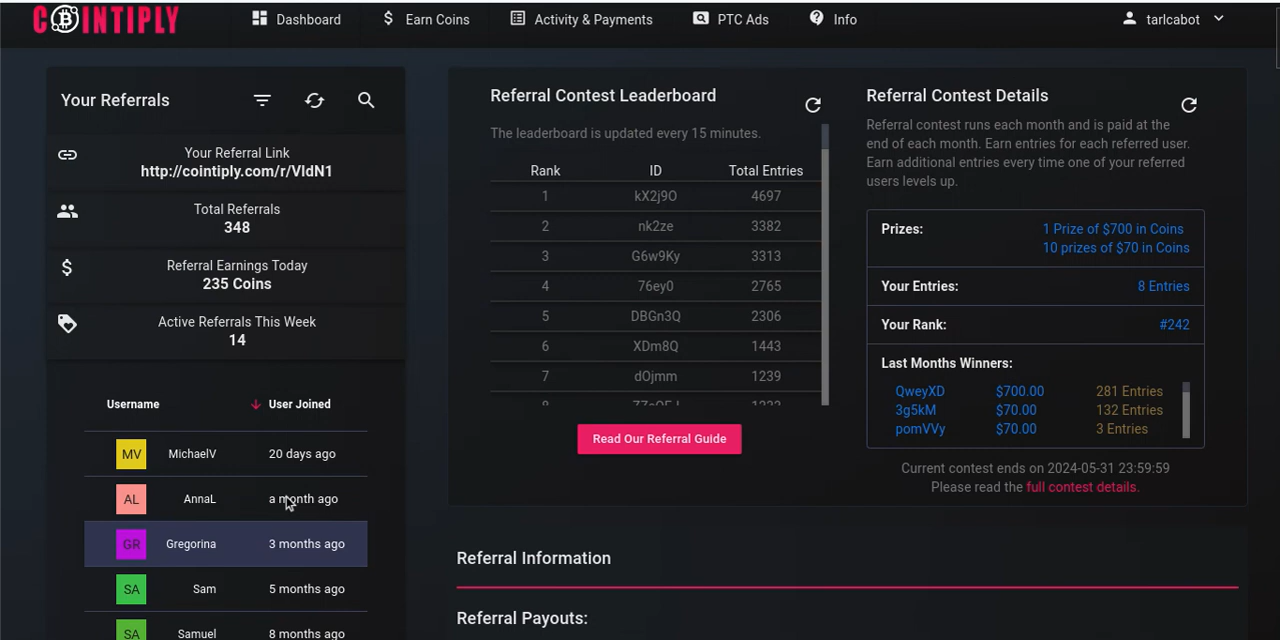 COINTIPLY
Dashboard
Earn Coins
Activity & Payments
PTC Ads
Info
tarlcabot
Your Referrals
Your Referral Link
http://cointiply.com/r/VldN1
Total Referrals
348
Referral Earnings Today
235 Coins
Active Referrals This Week
14
Username User Joined
MV MichaelV 20 days ago
AL AnnaL a month ago
GR Gregorina 3 months ago
SA Sam 5 months ago
SA Samuel 8 months ago
Referral Contest Leaderboard
The leaderboard is updated every 15 minutes.
Rank ID Total Entries
1 kX2j9O 4697
2 nk2ze 3382
3 G6w9Ky 3313
4 76ey0 2765
5 DBGn3Q 2306
6 XDm8Q 1443
7 dOjmm 1239
Read Our Referral Guide
Referral Contest Details
Referral contest runs each month and is paid at the
end of each month. Earn entries for each referred user.
Earn additional entries every time one of your referred
users levels up.
Prizes: 1 Prize of $700 in Coins
10 prizes of $70 in Coins
Your Entries: 8 Entries
Your Rank: #242
Last Months Winners:
QweyXD $700.00 281 Entries
3g5kM $70.00 132 Entries
pomVVy $70.00 3 Entries
Current contest ends on 2024-05-31 23:59:59
Please read the full contest details.
Referral Information
Referral Payouts: